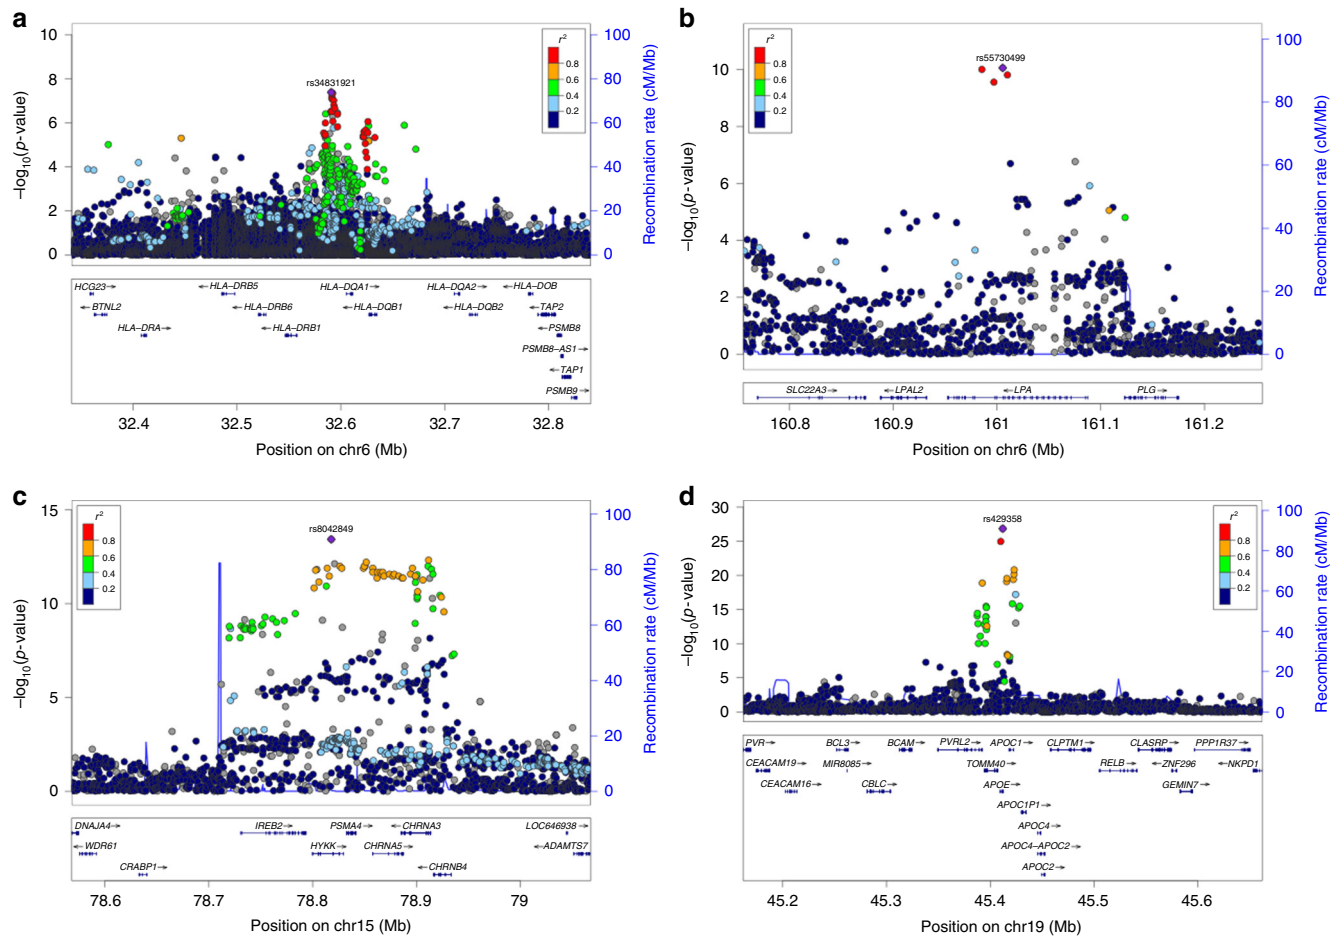 a
r²
0.8
0.6
0.4
0.2
rs34831921
10
8
6
4
2
0
−log₁₀(p-value)
100
80
60
40
20
0
Recombination rate (cM/Mb)
HCG23→
←HLA−DRB5
HLA−DQA1→
HLA−DQA2→
←HLA−DOB
←BTNL2
←HLA−DRB6
←HLA−DQB1
←HLA−DQB2
←TAP2
HLA−DRA→
←HLA−DRB1
←PSMB8
PSMB8−AS1→
←TAP1
PSMB9→
32.4
32.5
32.6
32.7
32.8
Position on chr6 (Mb)
b
r²
0.8
0.6
0.4
0.2
rs55730499
10
8
6
4
2
0
−log₁₀(p-value)
100
80
60
40
20
0
Recombination rate (cM/Mb)
SLC22A3→
←LPAL2
←LPA
PLG→
160.8
160.9
161
161.1
161.2
Position on chr6 (Mb)
c
r²
0.8
0.6
0.4
0.2
rs8042849
15
10
5
0
−log₁₀(p-value)
100
80
60
40
20
0
Recombination rate (cM/Mb)
DNAJA4→
IREB2→
PSMA4→
←CHRNA3
LOC646938→
←WDR61
HYKK→
CHRNA5→
←ADAMTS7
CRABP1→
←CHRNB4
78.6
78.7
78.8
78.9
79
Position on chr15 (Mb)
d
r²
0.8
0.6
0.4
0.2
rs429358
30
25
20
15
10
5
0
−log₁₀(p-value)
100
80
60
40
20
0
Recombination rate (cM/Mb)
PVR→
BCL3→
BCAM→
PVRL2→
APOC1→
CLPTM1→
CLASRP→
PPP1R37→
CEACAM19→
MIR8085→
TOMM40→
RELB→
←ZNF296
←NKPD1
CEACAM16→
CBLC→
APOE→
GEMIN7→
APOC1P1→
APOC4→
APOC4−APOC2→
APOC2→
45.2
45.3
45.4
45.5
45.6
Position on chr19 (Mb)